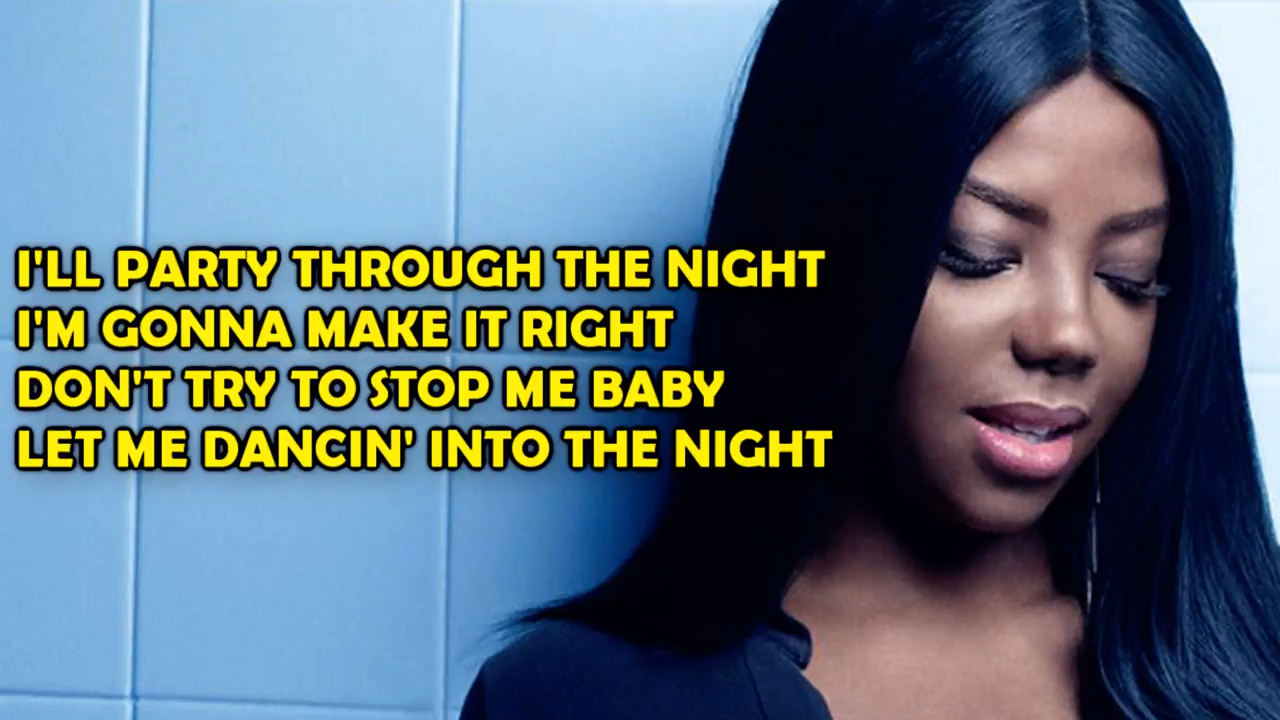 I'LL PARTY THROUGH THE NIGHT
I'M GONNA MAKE IT RIGHT
DON'T TRY TO STOP ME BABY
LET ME DANCIN' INTO THE NIGHT